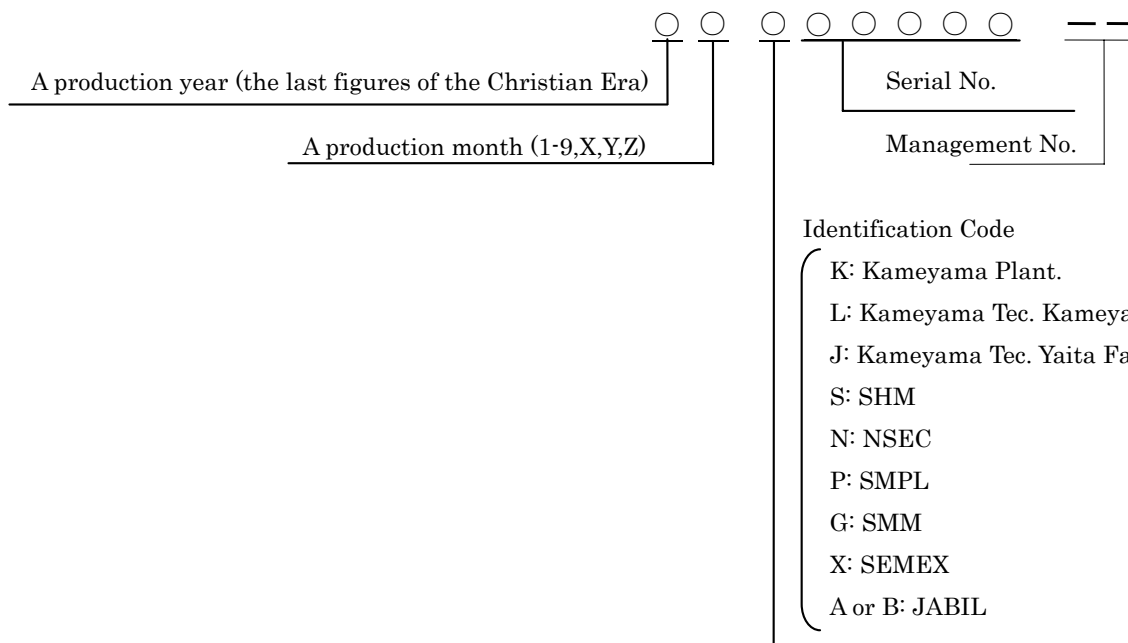 ○ ○ ○ ○ ○ ○ ○ ○
A production year (the last figures of the Christian Era)
Serial No.
A production month (1-9,X,Y,Z)
Management No.
Identification Code
K: Kameyama Plant.
L: Kameyama Tec.
J: Kameyama Tec. Yaita
S: SHM
N: NSEC
P: SMPL
G: SMM
X: SEMEX
A or B: JABIL